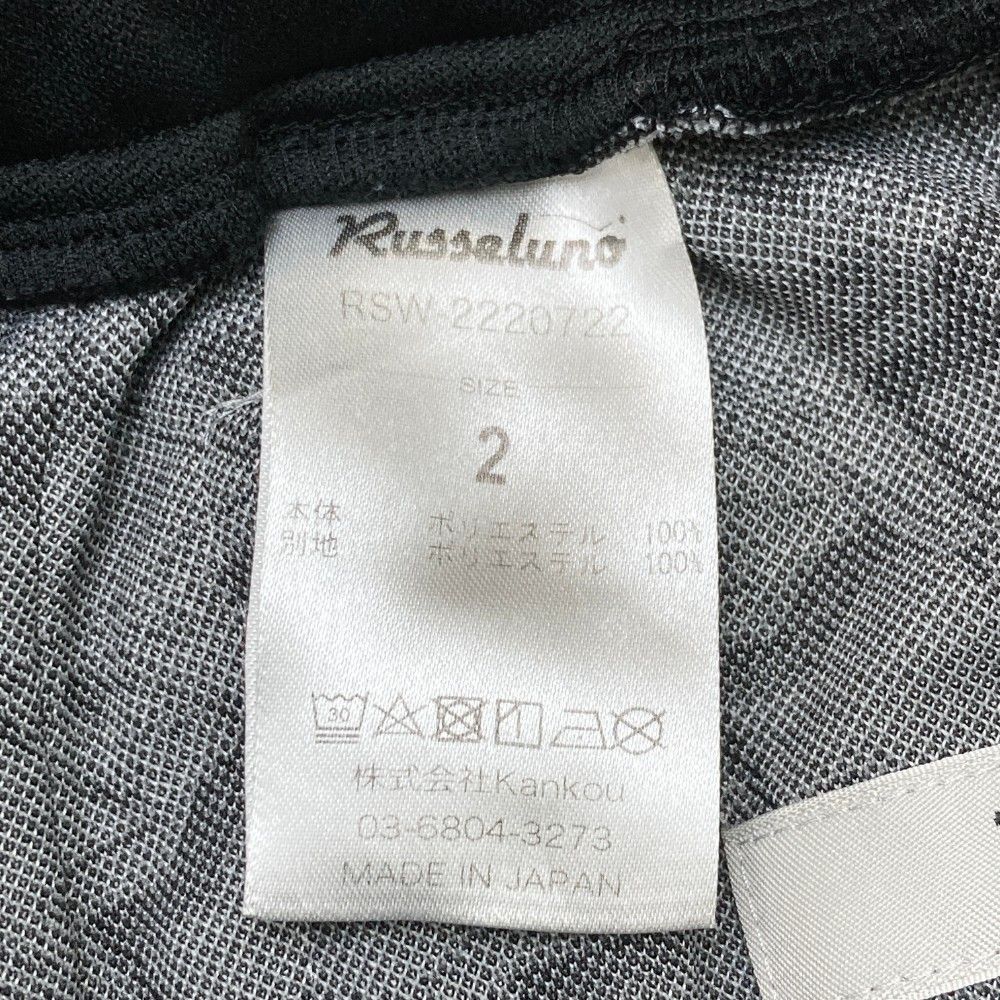 Russeluno
RSW-2220722
SIZE
2
本体 ポリエステル 100%
別地 ポリエステル 100%
30
株式会社Kankou
03-6804-3273
MADE IN JAPAN